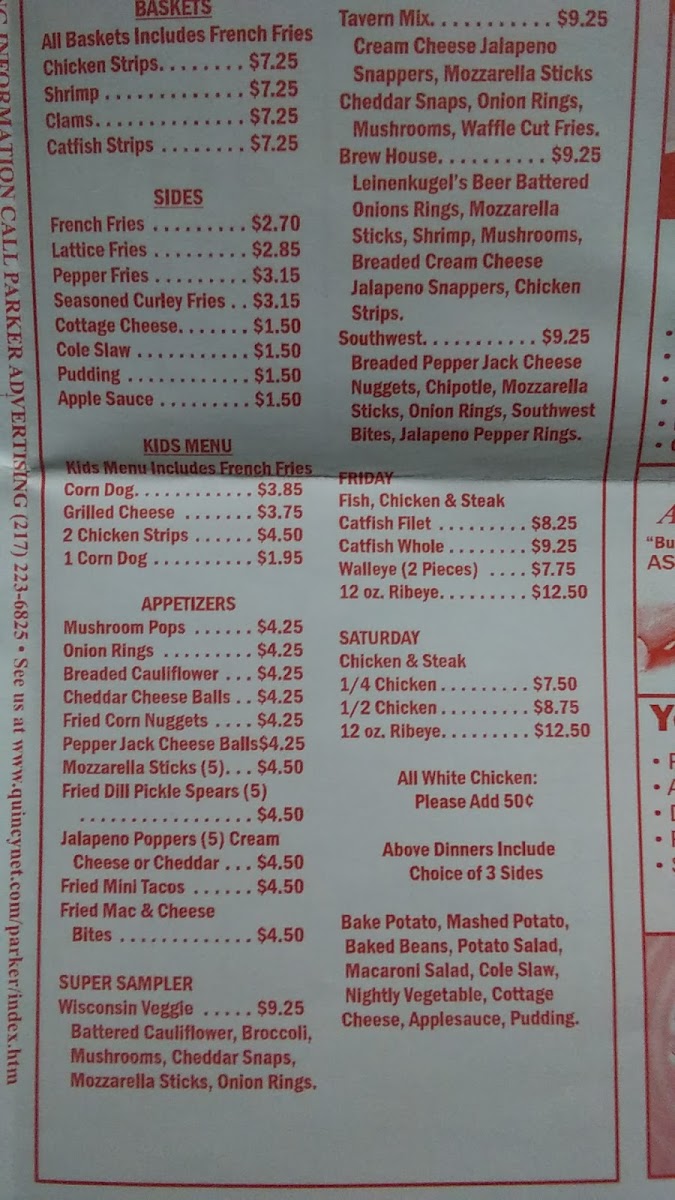 BASKETS
All Baskets Includes French Fries
Chicken Strips. . . . . . . . $7.25
Shrimp . . . . . . . . . . . . . $7.25
Clams. . . . . . . . . . . . . . $7.25
Catfish Strips . . . . . . . . $7.25
SIDES
French Fries . . . . . . . . . $2.70
Lattice Fries . . . . . . . . . $2.85
Pepper Fries . . . . . . . . . $3.15
Seasoned Curley Fries . . $3.15
Cottage Cheese. . . . . . . $1.50
Cole Slaw . . . . . . . . . . . $1.50
Pudding . . . . . . . . . . . . $1.50
Apple Sauce . . . . . . . . . $1.50
KIDS MENU
Kids Menu Includes French Fries
Corn Dog. . . . . . . . . . . . $3.85
Grilled Cheese . . . . . . . $3.75
2 Chicken Strips . . . . . . $4.50
1 Corn Dog . . . . . . . . . . $1.95
APPETIZERS
Mushroom Pops . . . . . . $4.25
Onion Rings . . . . . . . . . $4.25
Breaded Cauliflower . . . $4.25
Cheddar Cheese Balls . . $4.25
Fried Corn Nuggets . . . . $4.25
Pepper Jack Cheese Balls$4.25
Mozzarella Sticks (5). . . $4.50
Fried Dill Pickle Spears (5)
. . . . . . . . . . . . . . . . . $4.50
Jalapeno Poppers (5) Cream
Cheese or Cheddar . . . $4.50
Fried Mini Tacos . . . . . . $4.50
Fried Mac & Cheese
Bites . . . . . . . . . . . . . $4.50
SUPER SAMPLER
Wisconsin Veggie . . . . . $9.25
Battered Cauliflower, Broccoli,
Mushrooms, Cheddar Snaps,
Mozzarella Sticks, Onion Rings.
Tavern Mix. . . . . . . . . . . $9.25
Cream Cheese Jalapeno
Snappers, Mozzarella Sticks
Cheddar Snaps, Onion Rings,
Mushrooms, Waffle Cut Fries.
Brew House. . . . . . . . . . $9.25
Leinenkugel's Beer Battered
Onions Rings, Mozzarella
Sticks, Shrimp, Mushrooms,
Breaded Cream Cheese
Jalapeno Snappers, Chicken
Strips.
Southwest. . . . . . . . . . . $9.25
Breaded Pepper Jack Cheese
Nuggets, Chipotle, Mozzarella
Sticks, Onion Rings, Southwest
Bites, Jalapeno Pepper Rings.
FRIDAY
Fish, Chicken & Steak
Catfish Filet . . . . . . . . . $8.25
Catfish Whole . . . . . . . . $9.25
Walleye (2 Pieces) . . . . $7.75
12 oz. Ribeye. . . . . . . . . $12.50
SATURDAY
Chicken & Steak
1/4 Chicken . . . . . . . . . $7.50
1/2 Chicken . . . . . . . . . $8.75
12 oz. Ribeye. . . . . . . . . $12.50
All White Chicken:
Please Add 50¢
Above Dinners Include
Choice of 3 Sides
Bake Potato, Mashed Potato,
Baked Beans, Potato Salad,
Macaroni Salad, Cole Slaw,
Nightly Vegetable, Cottage
Cheese, Applesauce, Pudding.
INFORMATION CALL PARKER ADVERTISING (217) 223-6825 • See us at www.quincynet.com/parker/index.htm
"Bu
AS